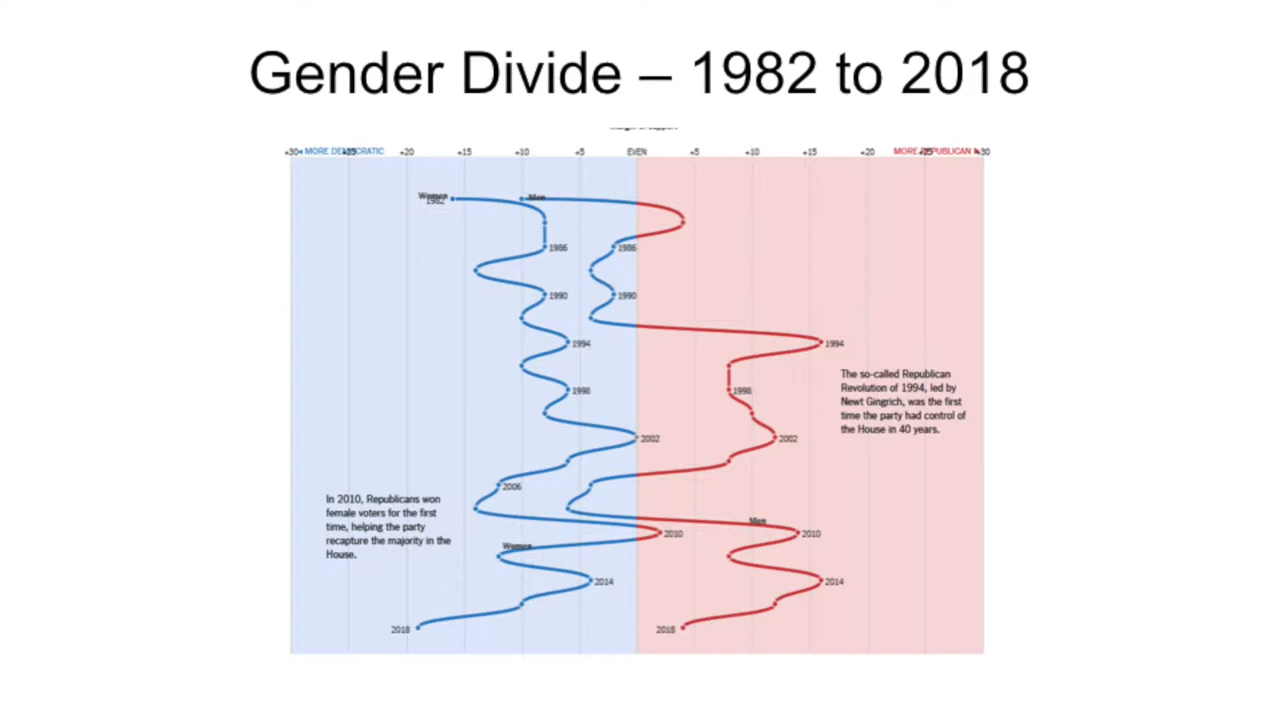 Gender Divide – 1982 to 2018
+30 ◄ MORE DEMOCRATIC +20 +15 +10 +5 EVEN +5 +10 +15 +20 MORE REPUBLICAN +30
Women
1982
Men
1986
1986
1990
1990
1994
1994
The so-called Republican
Revolution of 1994, led by
Newt Gingrich, was the first
time the party had control of
the House in 40 years.
1998
1998
2002
2002
2006
In 2010, Republicans won
female voters for the first
time, helping the party
recapture the majority in the
House.
Men
2010
2010
Women
2014
2014
2018
2018